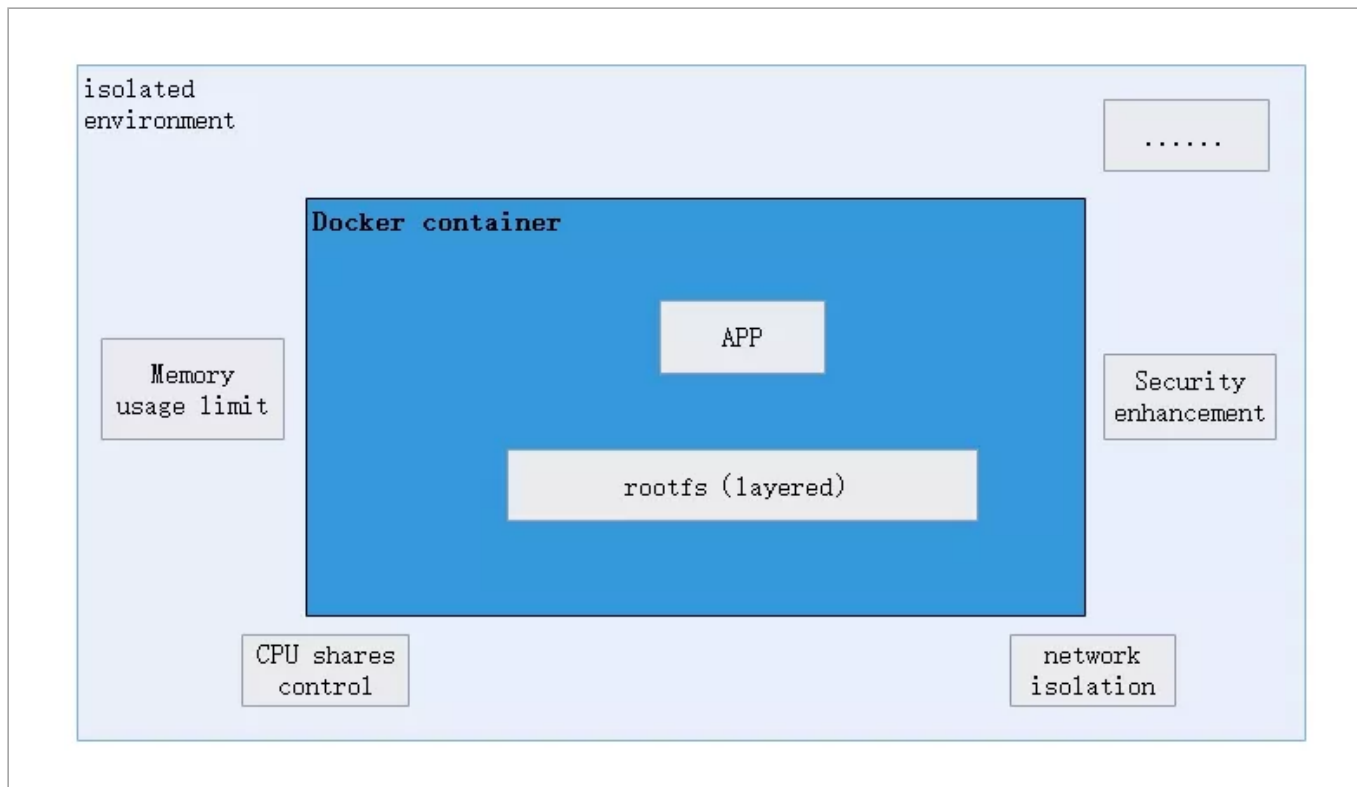 isolated
environment
......
Docker container
APP
Memory
usage limit
Security
enhancement
rootfs (layered)
CPU shares
control
network
isolation